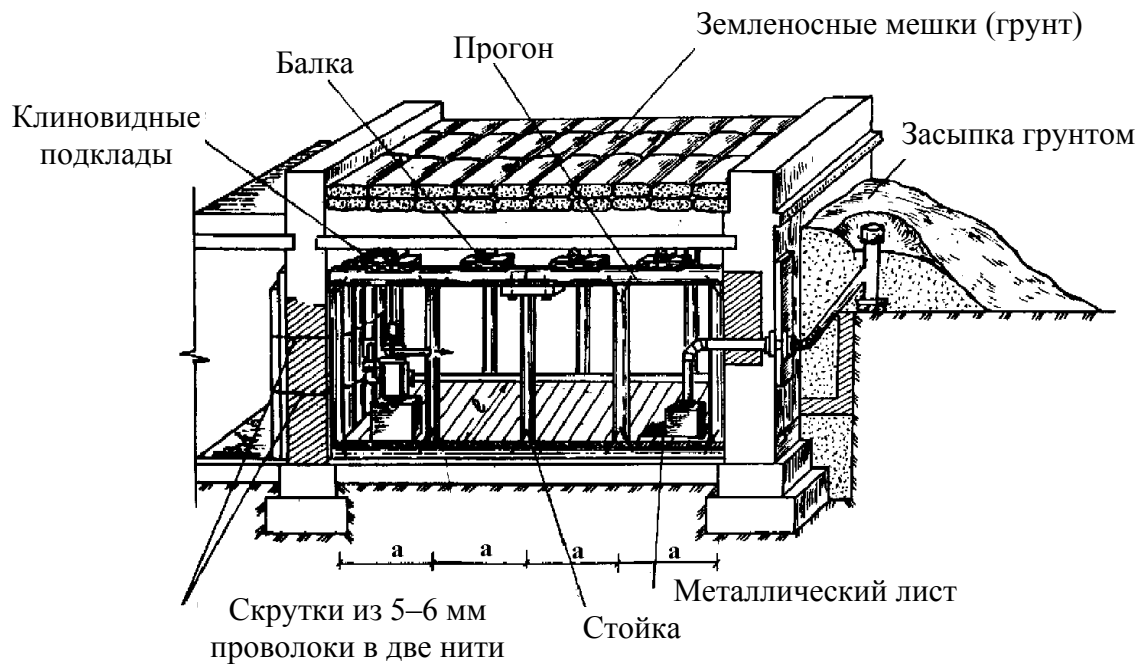 Земленосные мешки (грунт)
Прогон
Балка
Клиновидные
подклады
Засыпка грунтом
а а а а
Металлический лист
Стойка
Скрутки из 5–6 мм
проволоки в две нити